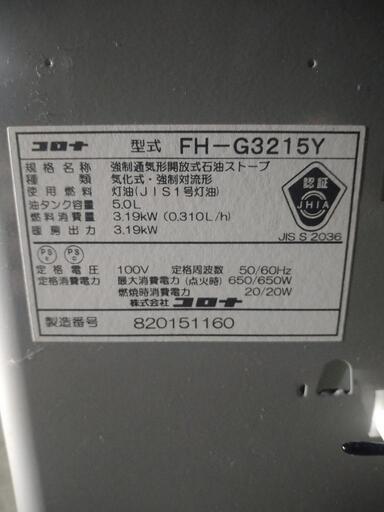 コロナ 型式 FH-G3215Y
規格名称 強制通気形開放式石油ストーブ
種類 気化式・強制対流形
使用燃料 灯油(JIS1号灯油)
油タンク容量 5.0L
燃料消費量 3.19kW (0.310L/h)
暖房出力 3.19kW
認証
JHIA
JIS S 2036
PS E PS C
定格電圧 100V 定格周波数 50/60Hz
定格消費電力 最大消費電力(点火時) 650/650W
燃焼時消費電力 20/20W
株式会社 コロナ
製造番号 820151160